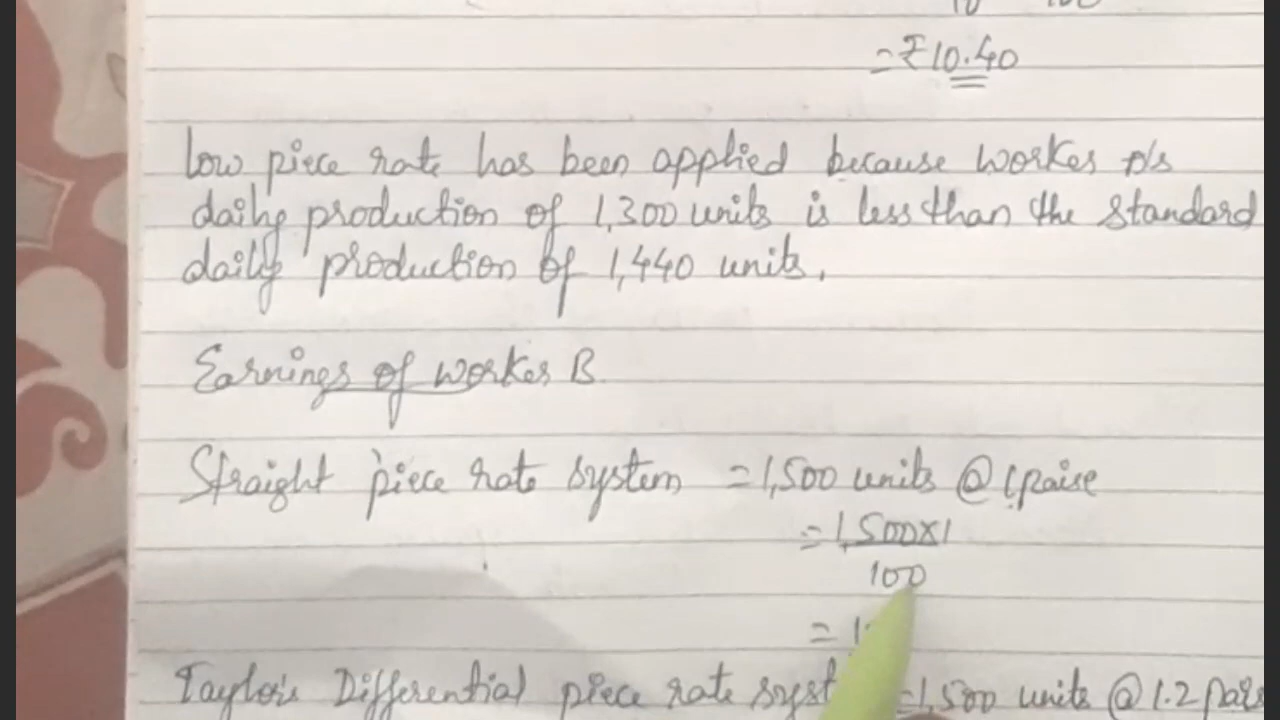 =₹10.40
Low piece rate has been applied because worker A's
daily production of 1,300 units is less than the standard
daily production of 1,440 units.
Earnings of worker B.
Straight piece rate system = 1,500 units @ 1 paise
= 1,500×1
100
=
Taylor's Differential piece rate syst =1,500 units @ 1.2 pais